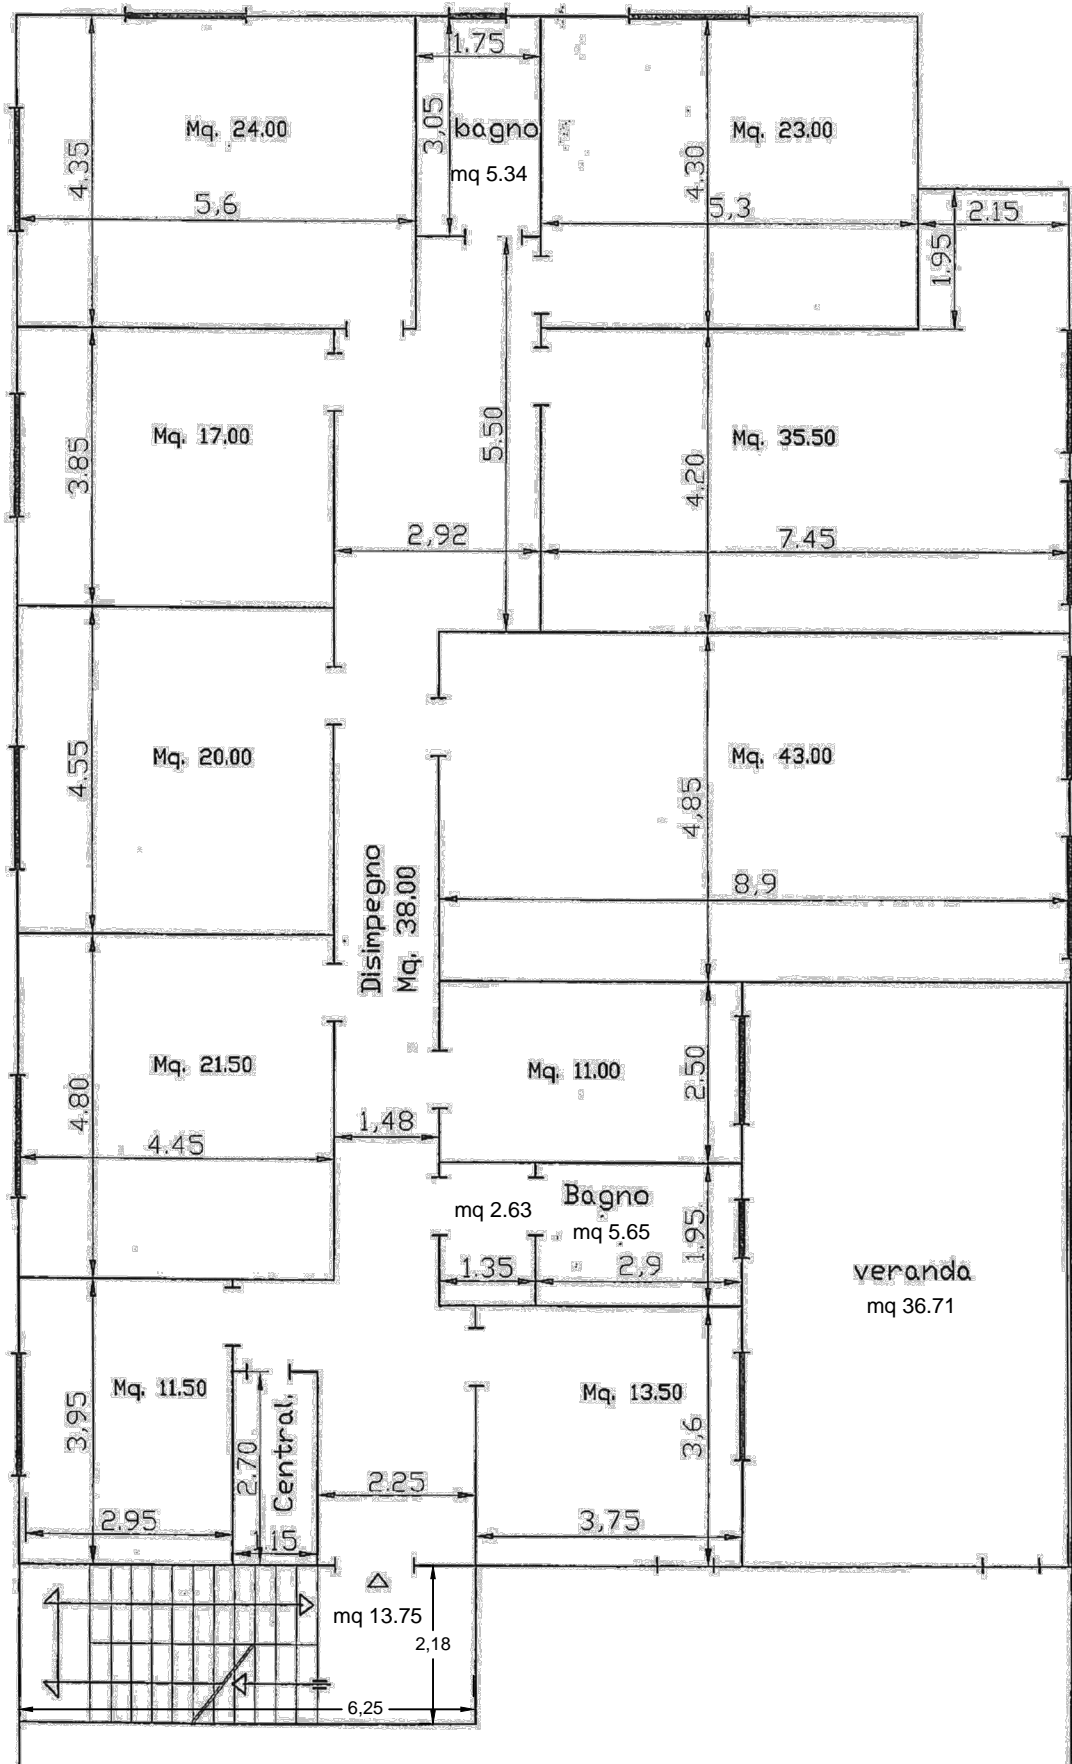 1.75
Mq. 24.00
4.35
5,6
3,05
bagno
mq 5.34
Mq. 23.00
4.30
5,3
2.15
1.95
Mq. 17.00
3.85
5.50
2,92
Mq. 35.50
4,20
7.45
Mq. 20.00
4.55
Disimpegno
Mq. 38.00
Mq. 43.00
4,85
8,9
Mq. 21.50
4.80
4.45
1,48
Mq. 11.00
2.50
mq 2.63
Bagno
mq 5.65
1.95
1.35
2,9
veranda
mq 36.71
Mq. 11.50
3,95
2.95
2.70
Central.
1.15
2.25
Mq. 13.50
3,6
3,75
mq 13.75
2,18
6,25